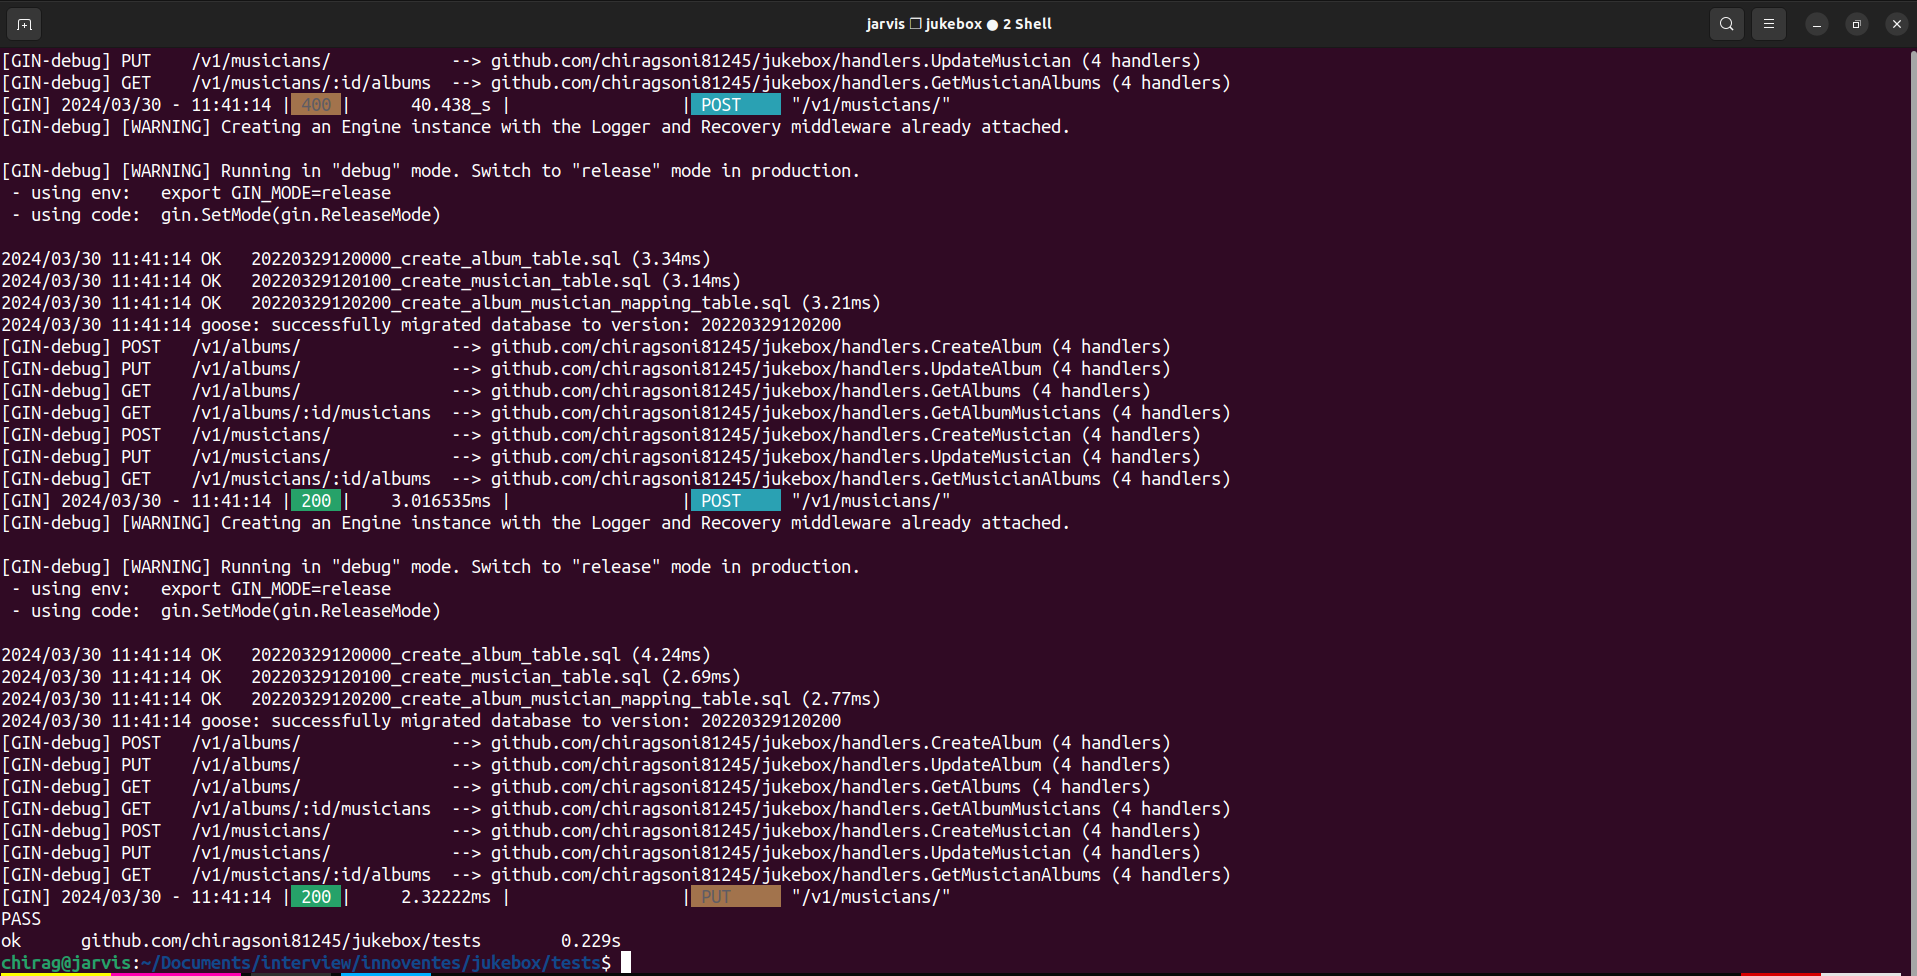 jarvis ❐ jukebox ● 2 Shell
[GIN-debug] PUT    /v1/musicians/            --> github.com/chiragsoni81245/jukebox/handlers.UpdateMusician (4 handlers)
[GIN-debug] GET    /v1/musicians/:id/albums  --> github.com/chiragsoni81245/jukebox/handlers.GetMusicianAlbums (4 handlers)
[GIN] 2024/03/30 - 11:41:14 | 400 |      40.438_s |                 | POST     "/v1/musicians/"
[GIN-debug] [WARNING] Creating an Engine instance with the Logger and Recovery middleware already attached.
[GIN-debug] [WARNING] Running in "debug" mode. Switch to "release" mode in production.
 - using env:   export GIN_MODE=release
 - using code:  gin.SetMode(gin.ReleaseMode)
2024/03/30 11:41:14 OK   20220329120000_create_album_table.sql (3.34ms)
2024/03/30 11:41:14 OK   20220329120100_create_musician_table.sql (3.14ms)
2024/03/30 11:41:14 OK   20220329120200_create_album_musician_mapping_table.sql (3.21ms)
2024/03/30 11:41:14 goose: successfully migrated database to version: 20220329120200
[GIN-debug] POST   /v1/albums/               --> github.com/chiragsoni81245/jukebox/handlers.CreateAlbum (4 handlers)
[GIN-debug] PUT    /v1/albums/               --> github.com/chiragsoni81245/jukebox/handlers.UpdateAlbum (4 handlers)
[GIN-debug] GET    /v1/albums/               --> github.com/chiragsoni81245/jukebox/handlers.GetAlbums (4 handlers)
[GIN-debug] GET    /v1/albums/:id/musicians  --> github.com/chiragsoni81245/jukebox/handlers.GetAlbumMusicians (4 handlers)
[GIN-debug] POST   /v1/musicians/            --> github.com/chiragsoni81245/jukebox/handlers.CreateMusician (4 handlers)
[GIN-debug] PUT    /v1/musicians/            --> github.com/chiragsoni81245/jukebox/handlers.UpdateMusician (4 handlers)
[GIN-debug] GET    /v1/musicians/:id/albums  --> github.com/chiragsoni81245/jukebox/handlers.GetMusicianAlbums (4 handlers)
[GIN] 2024/03/30 - 11:41:14 | 200 |    3.016535ms |                 | POST     "/v1/musicians/"
[GIN-debug] [WARNING] Creating an Engine instance with the Logger and Recovery middleware already attached.
[GIN-debug] [WARNING] Running in "debug" mode. Switch to "release" mode in production.
 - using env:   export GIN_MODE=release
 - using code:  gin.SetMode(gin.ReleaseMode)
2024/03/30 11:41:14 OK   20220329120000_create_album_table.sql (4.24ms)
2024/03/30 11:41:14 OK   20220329120100_create_musician_table.sql (2.69ms)
2024/03/30 11:41:14 OK   20220329120200_create_album_musician_mapping_table.sql (2.77ms)
2024/03/30 11:41:14 goose: successfully migrated database to version: 20220329120200
[GIN-debug] POST   /v1/albums/               --> github.com/chiragsoni81245/jukebox/handlers.CreateAlbum (4 handlers)
[GIN-debug] PUT    /v1/albums/               --> github.com/chiragsoni81245/jukebox/handlers.UpdateAlbum (4 handlers)
[GIN-debug] GET    /v1/albums/               --> github.com/chiragsoni81245/jukebox/handlers.GetAlbums (4 handlers)
[GIN-debug] GET    /v1/albums/:id/musicians  --> github.com/chiragsoni81245/jukebox/handlers.GetAlbumMusicians (4 handlers)
[GIN-debug] POST   /v1/musicians/            --> github.com/chiragsoni81245/jukebox/handlers.CreateMusician (4 handlers)
[GIN-debug] PUT    /v1/musicians/            --> github.com/chiragsoni81245/jukebox/handlers.UpdateMusician (4 handlers)
[GIN-debug] GET    /v1/musicians/:id/albums  --> github.com/chiragsoni81245/jukebox/handlers.GetMusicianAlbums (4 handlers)
[GIN] 2024/03/30 - 11:41:14 | 200 |     2.32222ms |                 | PUT      "/v1/musicians/"
PASS
ok      github.com/chiragsoni81245/jukebox/tests        0.229s
chirag@jarvis:~/Documents/interview/innoventes/jukebox/tests$